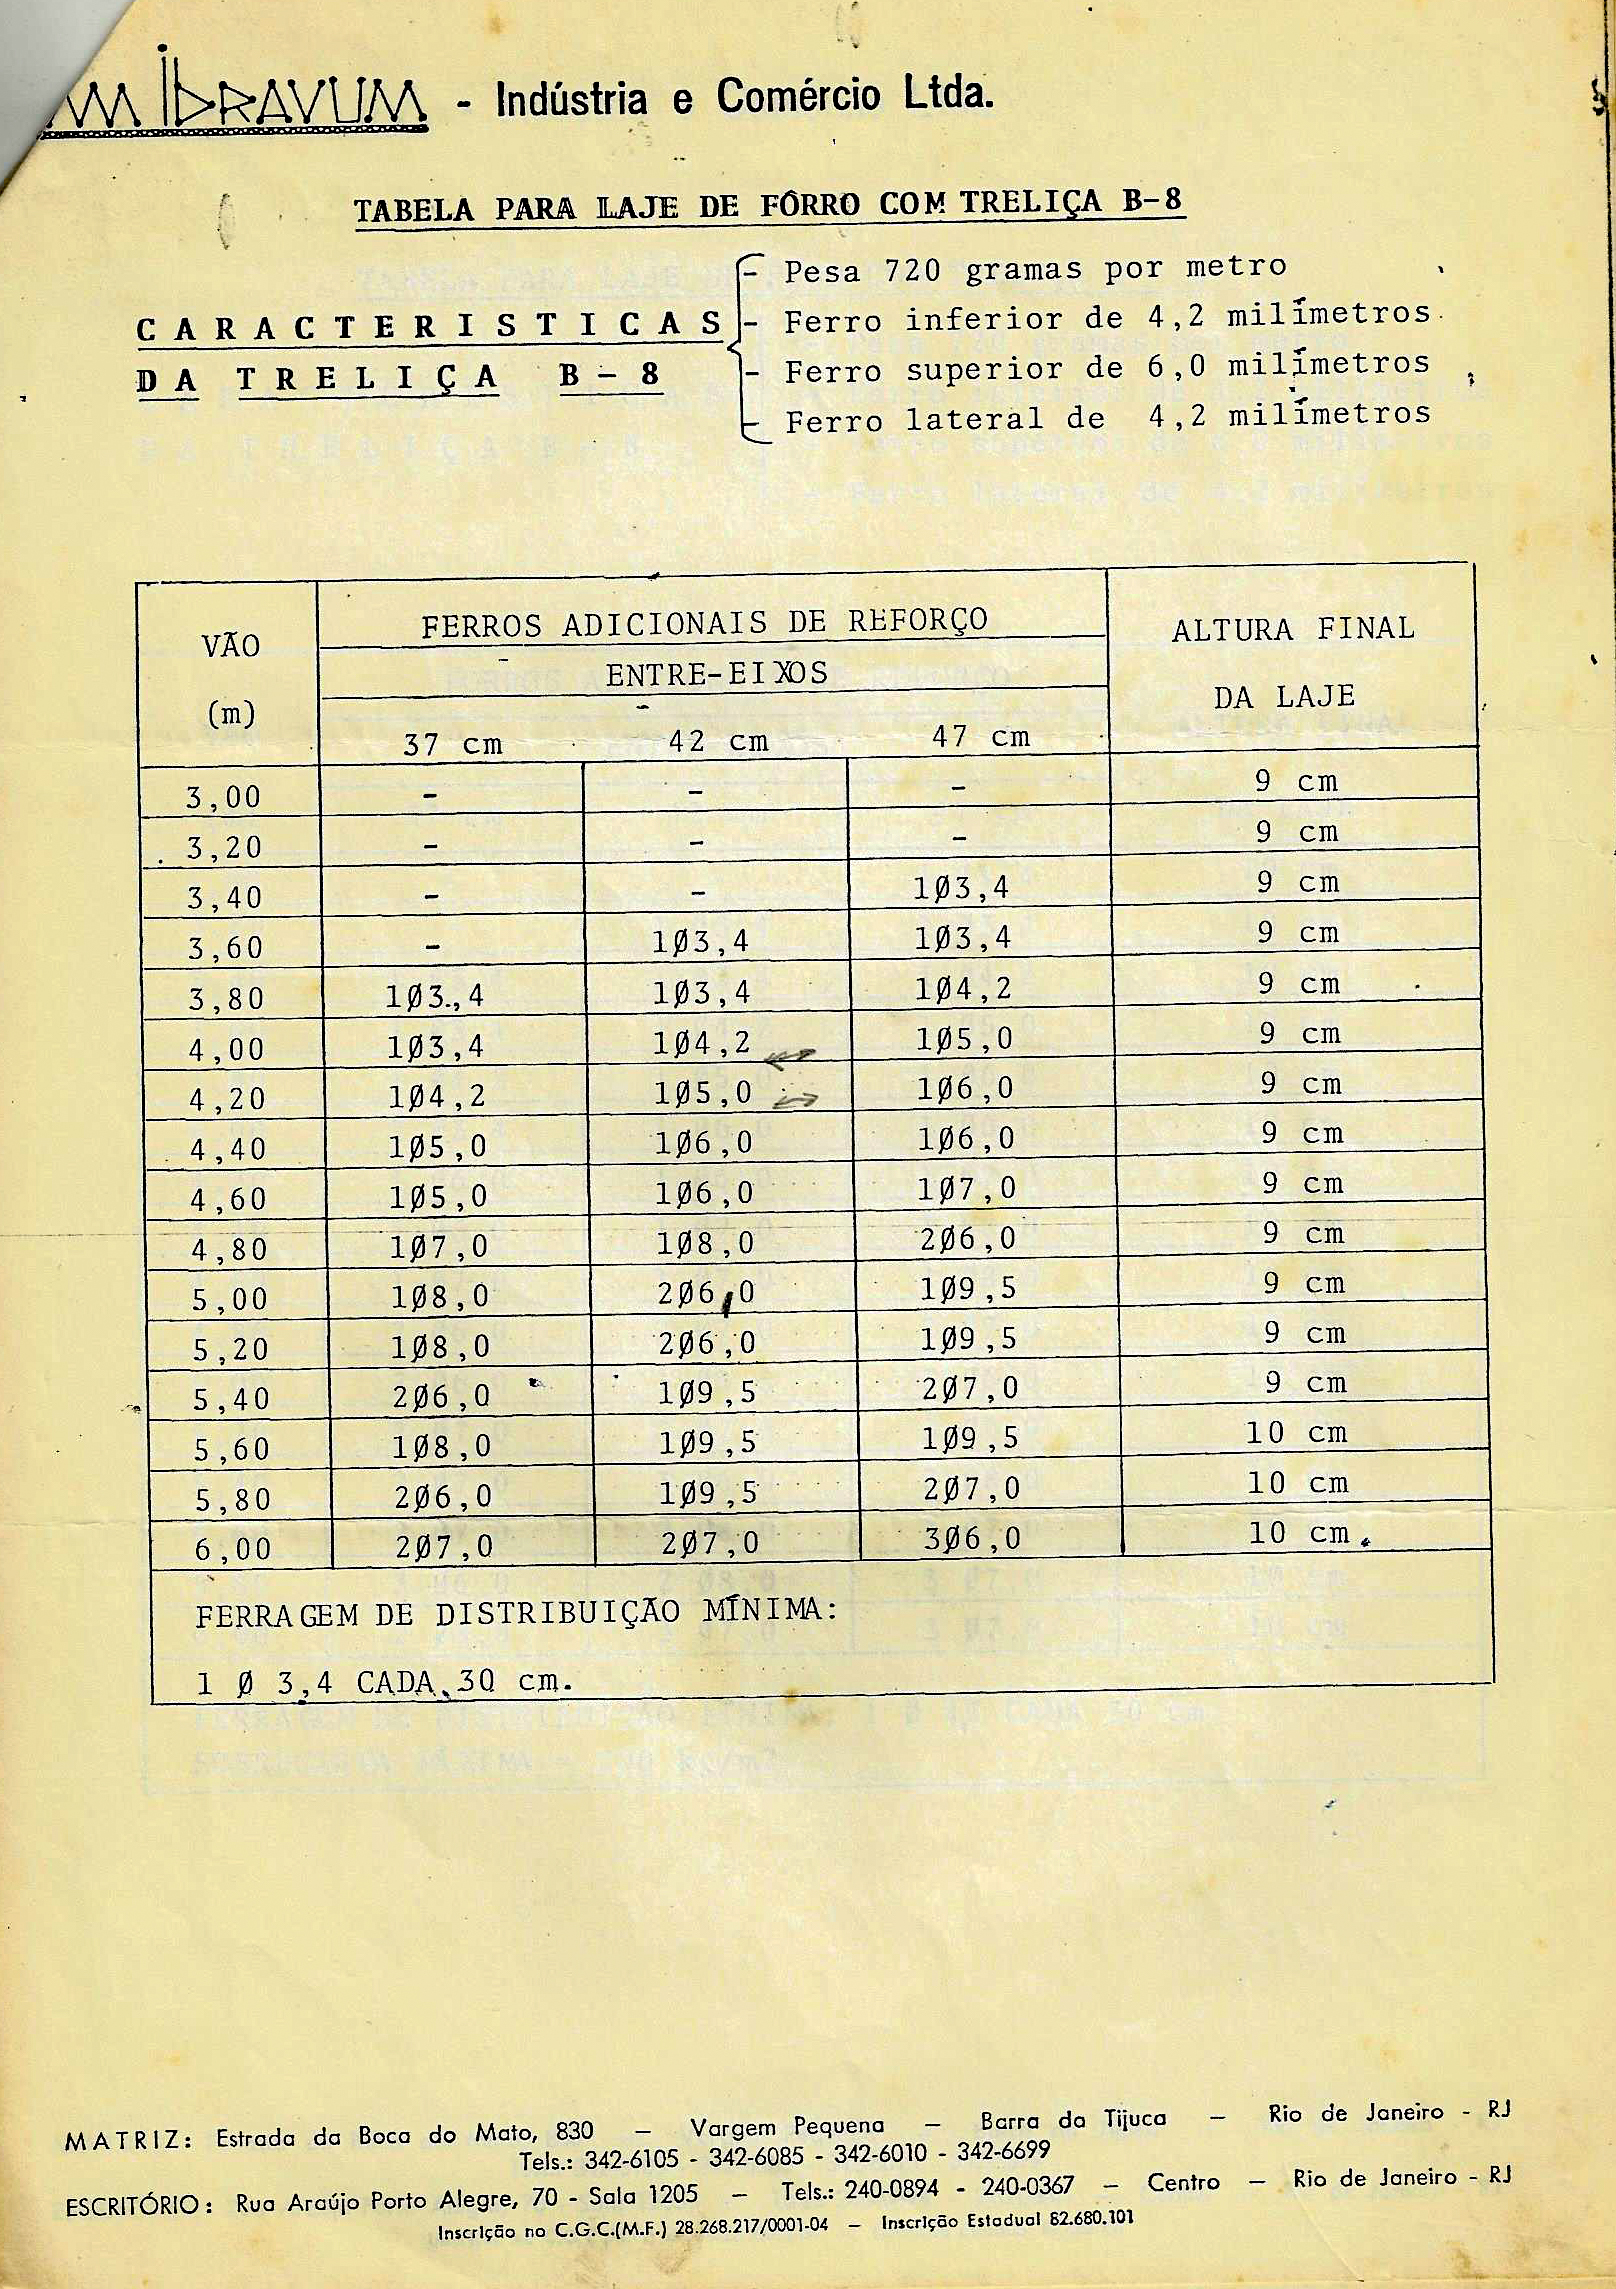 IBRAVUM - Indústria e Comércio Ltda.
TABELA PARA LAJE DE FÔRRO COM TRELIÇA B-8
CARACTERISTICAS
DA TRELIÇA B-8
- Pesa 720 gramas por metro
- Ferro inferior de 4,2 milímetros
- Ferro superior de 6,0 milímetros
- Ferro lateral de 4,2 milímetros
VÃO (m) FERROS ADICIONAIS DE REFORÇO ALTURA FINAL DA LAJE
ENTRE-EIXOS
37 cm 42 cm 47 cm
3,00 - - - 9 cm
3,20 - - - 9 cm
3,40 - - 1Ø3,4 9 cm
3,60 - 1Ø3,4 1Ø3,4 9 cm
3,80 1Ø3,4 1Ø3,4 1Ø4,2 9 cm
4,00 1Ø3,4 1Ø4,2 1Ø5,0 9 cm
4,20 1Ø4,2 1Ø5,0 1Ø6,0 9 cm
4,40 1Ø5,0 1Ø6,0 1Ø6,0 9 cm
4,60 1Ø5,0 1Ø6,0 1Ø7,0 9 cm
4,80 1Ø7,0 1Ø8,0 2Ø6,0 9 cm
5,00 1Ø8,0 2Ø6,0 1Ø9,5 9 cm
5,20 1Ø8,0 2Ø6,0 1Ø9,5 9 cm
5,40 2Ø6,0 1Ø9,5 2Ø7,0 9 cm
5,60 1Ø8,0 1Ø9,5 1Ø9,5 10 cm
5,80 2Ø6,0 1Ø9,5 2Ø7,0 10 cm
6,00 2Ø7,0 2Ø7,0 3Ø6,0 10 cm.
FERRAGEM DE DISTRIBUIÇÃO MÍNIMA:
1 Ø 3,4 CADA 30 cm.
MATRIZ: Estrada da Boca do Mato, 830 — Vargem Pequena — Barra da Tijuca — Rio de Janeiro - RJ
Tels.: 342-6105 - 342-6085 - 342-6010 - 342-6699
ESCRITÓRIO: Rua Araújo Porto Alegre, 70 - Sala 1205 — Tels.: 240-0894 - 240-0367 — Centro — Rio de Janeiro - RJ
Inscrição no C.G.C.(M.F.) 28.268.217/0001-04 — Inscrição Estadual 82.680.101